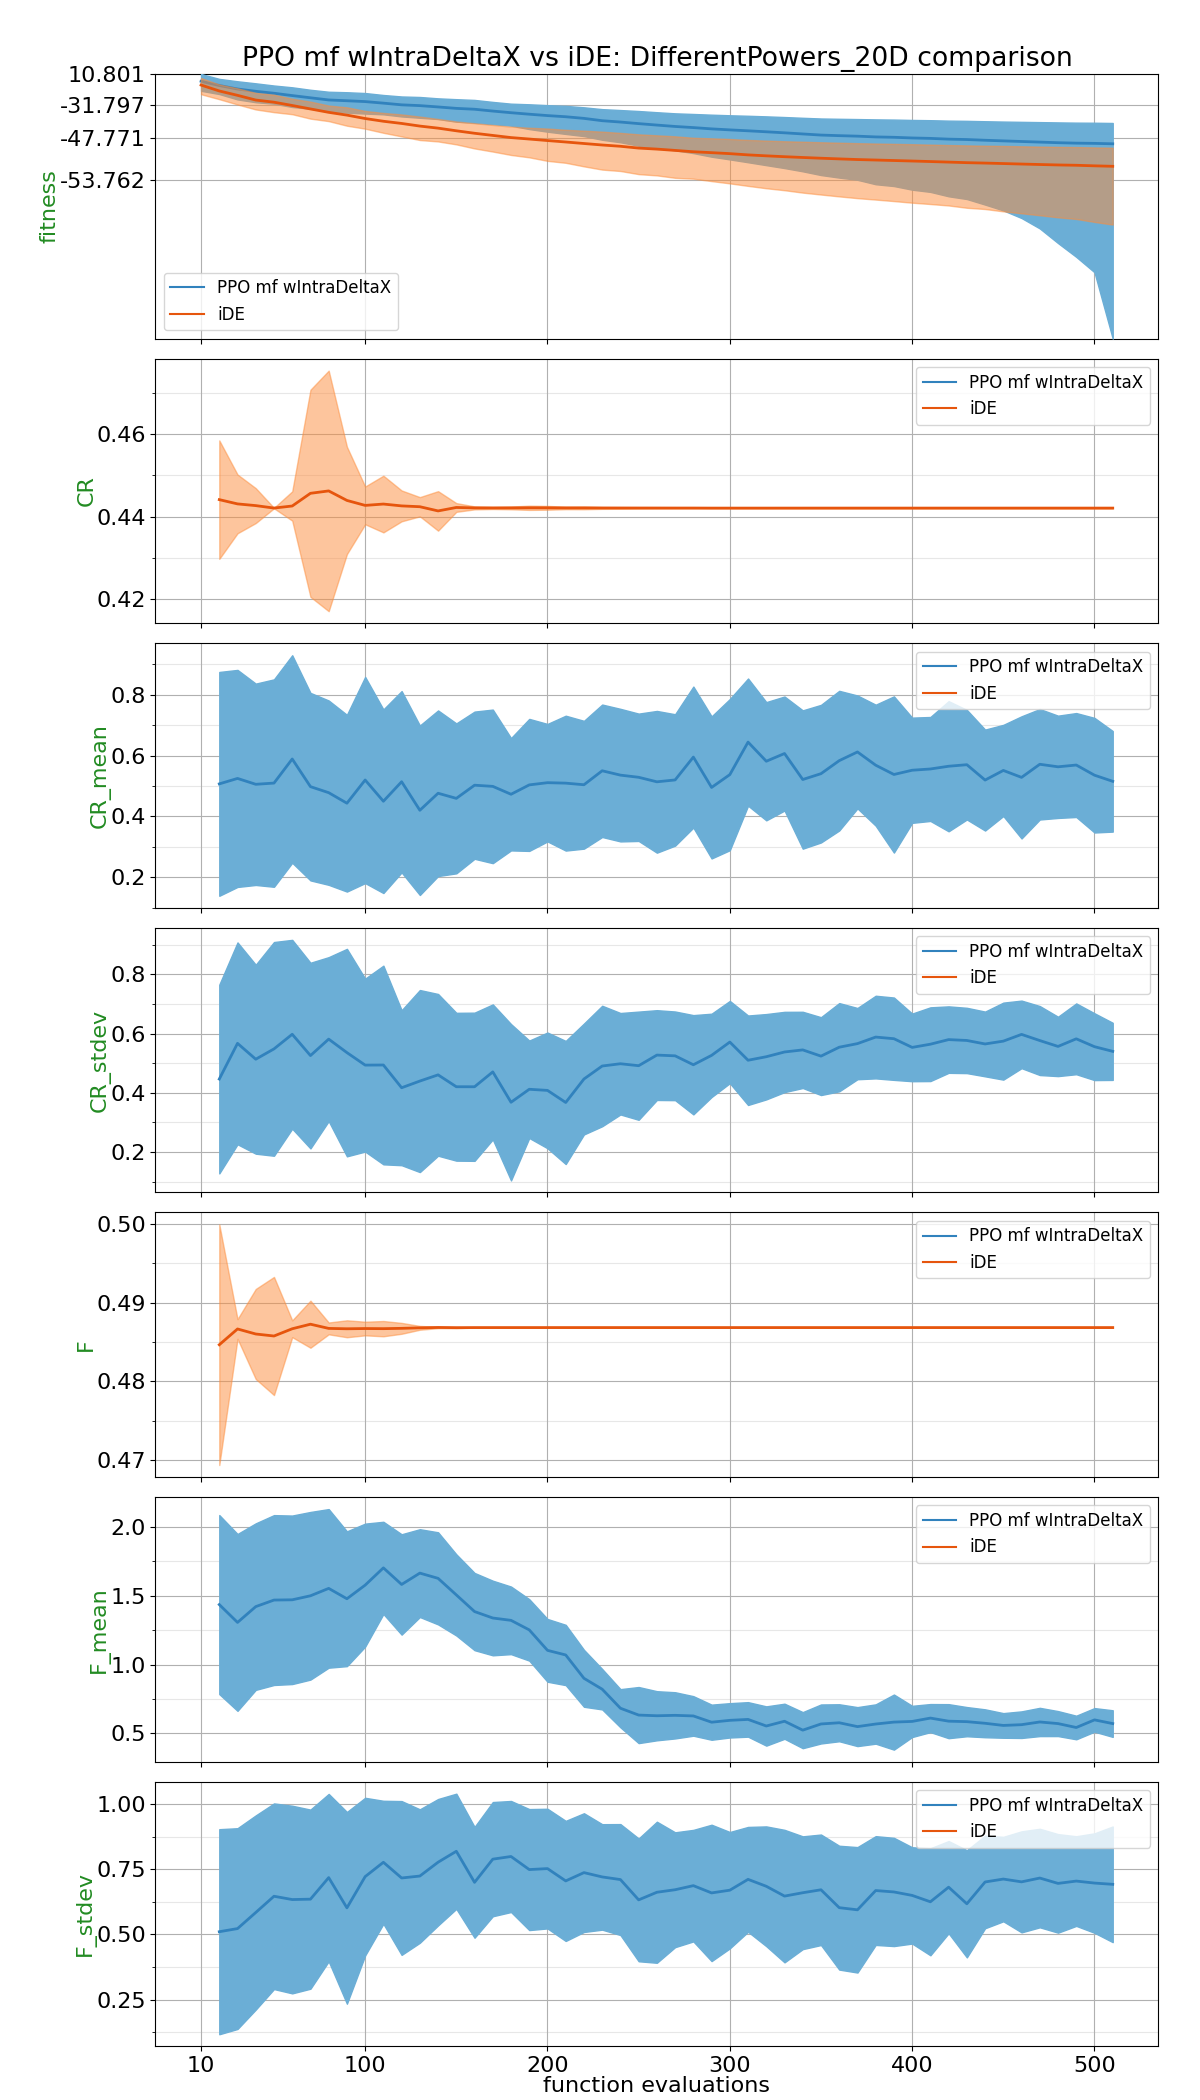 PPO mf wIntraDeltaX vs iDE: DifferentPowers_20D comparison
10.801
-31.797
-47.771
-53.762
fitness
PPO mf wIntraDeltaX
iDE
0.46
0.44
0.42
CR
PPO mf wIntraDeltaX
iDE
0.8
0.6
0.4
0.2
CR_mean
PPO mf wIntraDeltaX
iDE
0.8
0.6
0.4
0.2
CR_stdev
PPO mf wIntraDeltaX
iDE
0.50
0.49
0.48
0.47
F
PPO mf wIntraDeltaX
iDE
2.0
1.5
1.0
0.5
F_mean
PPO mf wIntraDeltaX
iDE
1.00
0.75
0.50
0.25
F_stdev
PPO mf wIntraDeltaX
iDE
10 100 200 300 400 500
function evaluations